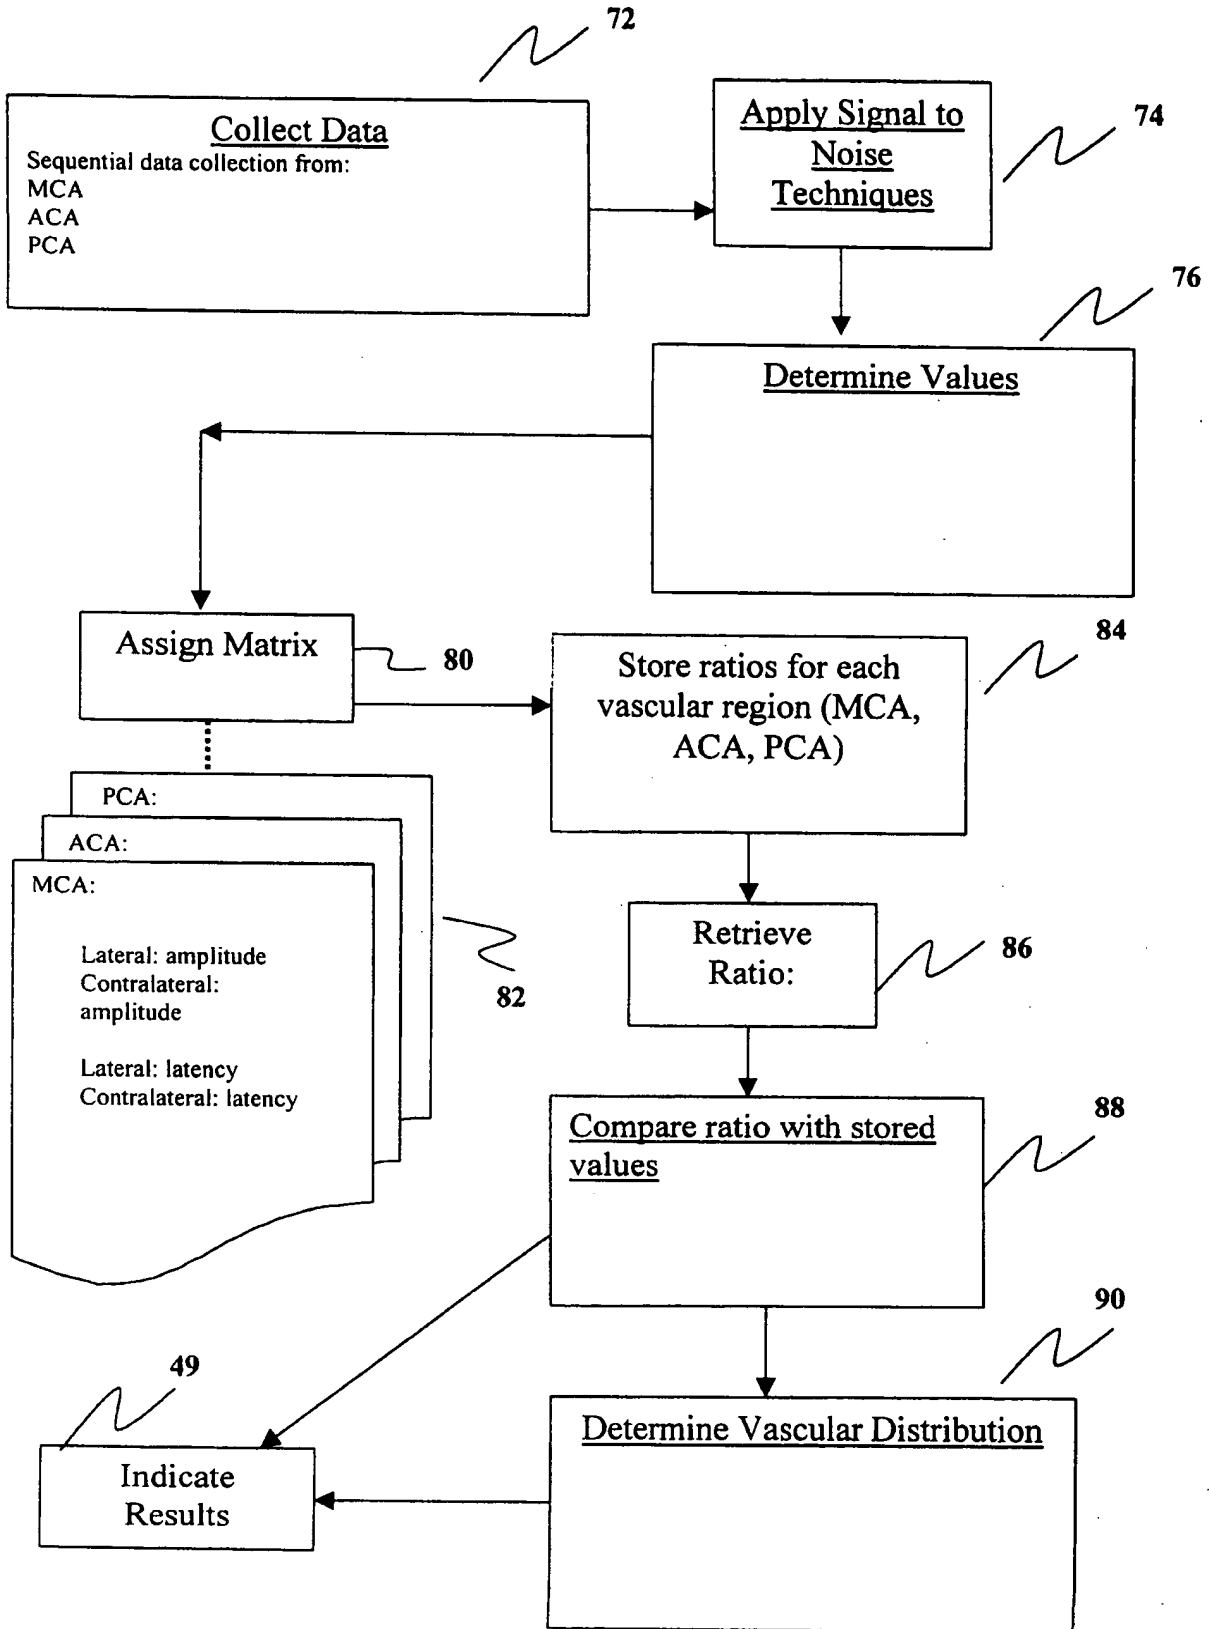 72
Collect Data
Sequential data collection from:
MCA
ACA
PCA
Apply Signal to
Noise
Techniques
74
76
Determine Values
Assign Matrix
80
84
Store ratios for each
vascular region (MCA,
ACA, PCA)
PCA:
ACA:
MCA:
Lateral: amplitude
Contralateral:
amplitude
Lateral: latency
Contralateral: latency
82
Retrieve
Ratio:
86
Compare ratio with stored
values
88
90
49
Determine Vascular Distribution
Indicate
Results